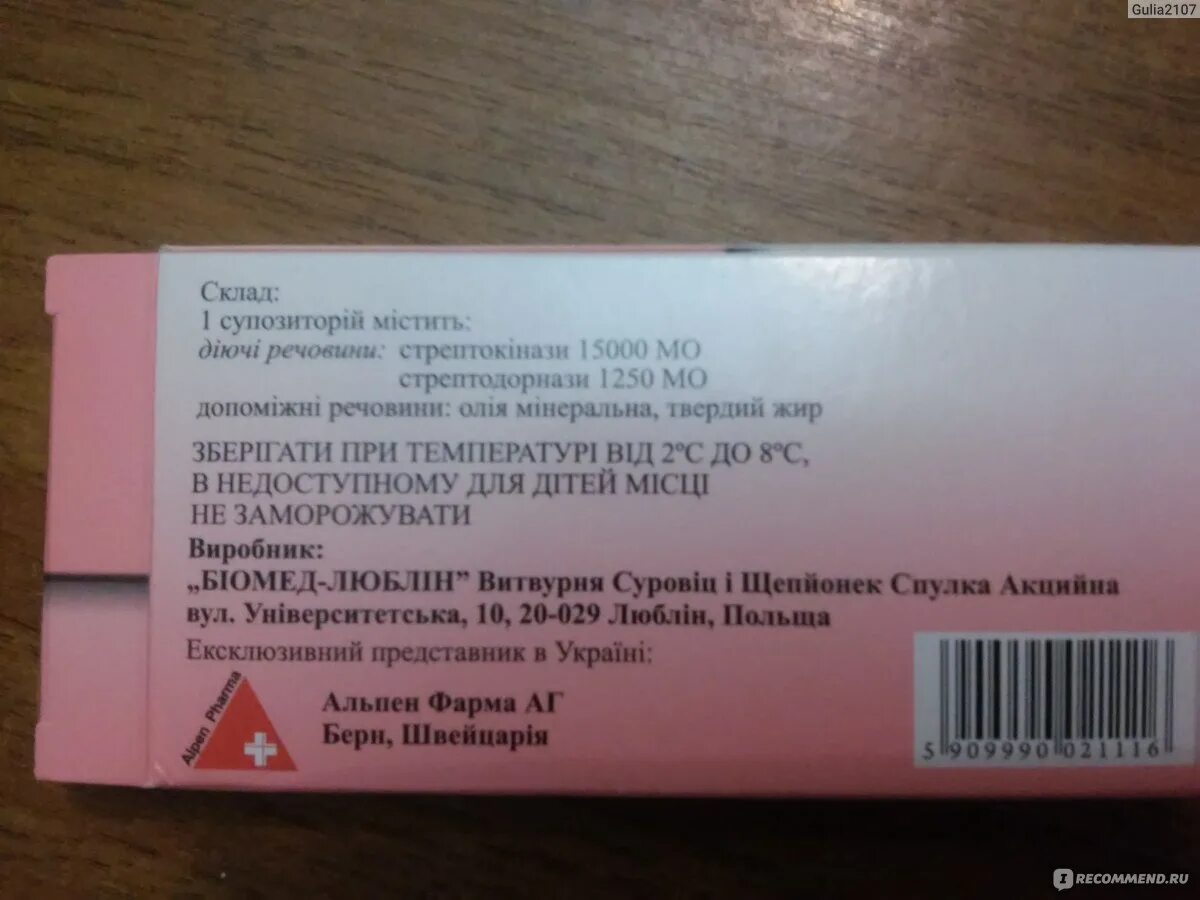 Gulia2107
Склад:
1 супозиторій містить:
діючі речовини: стрептокінази 15000 МО
стрептодорнази 1250 МО
допоміжні речовини: олія мінеральна, твердий жир
ЗБЕРІГАТИ ПРИ ТЕМПЕРАТУРІ ВІД 2ºС ДО 8ºС,
В НЕДОСТУПНОМУ ДЛЯ ДІТЕЙ МІСЦІ
НЕ ЗАМОРОЖУВАТИ
Виробник:
„БІОМЕД-ЛЮБЛІН” Витвурня Суровіц і Щепйонек Спулка Акцийна
вул. Університетська, 10, 20-029 Люблін, Польща
Ексклюзивний представник в Україні:
Alpen Pharma
Альпен Фарма АГ
Берн, Швейцарія
5 909990 021116
IRECOMMEND.RU